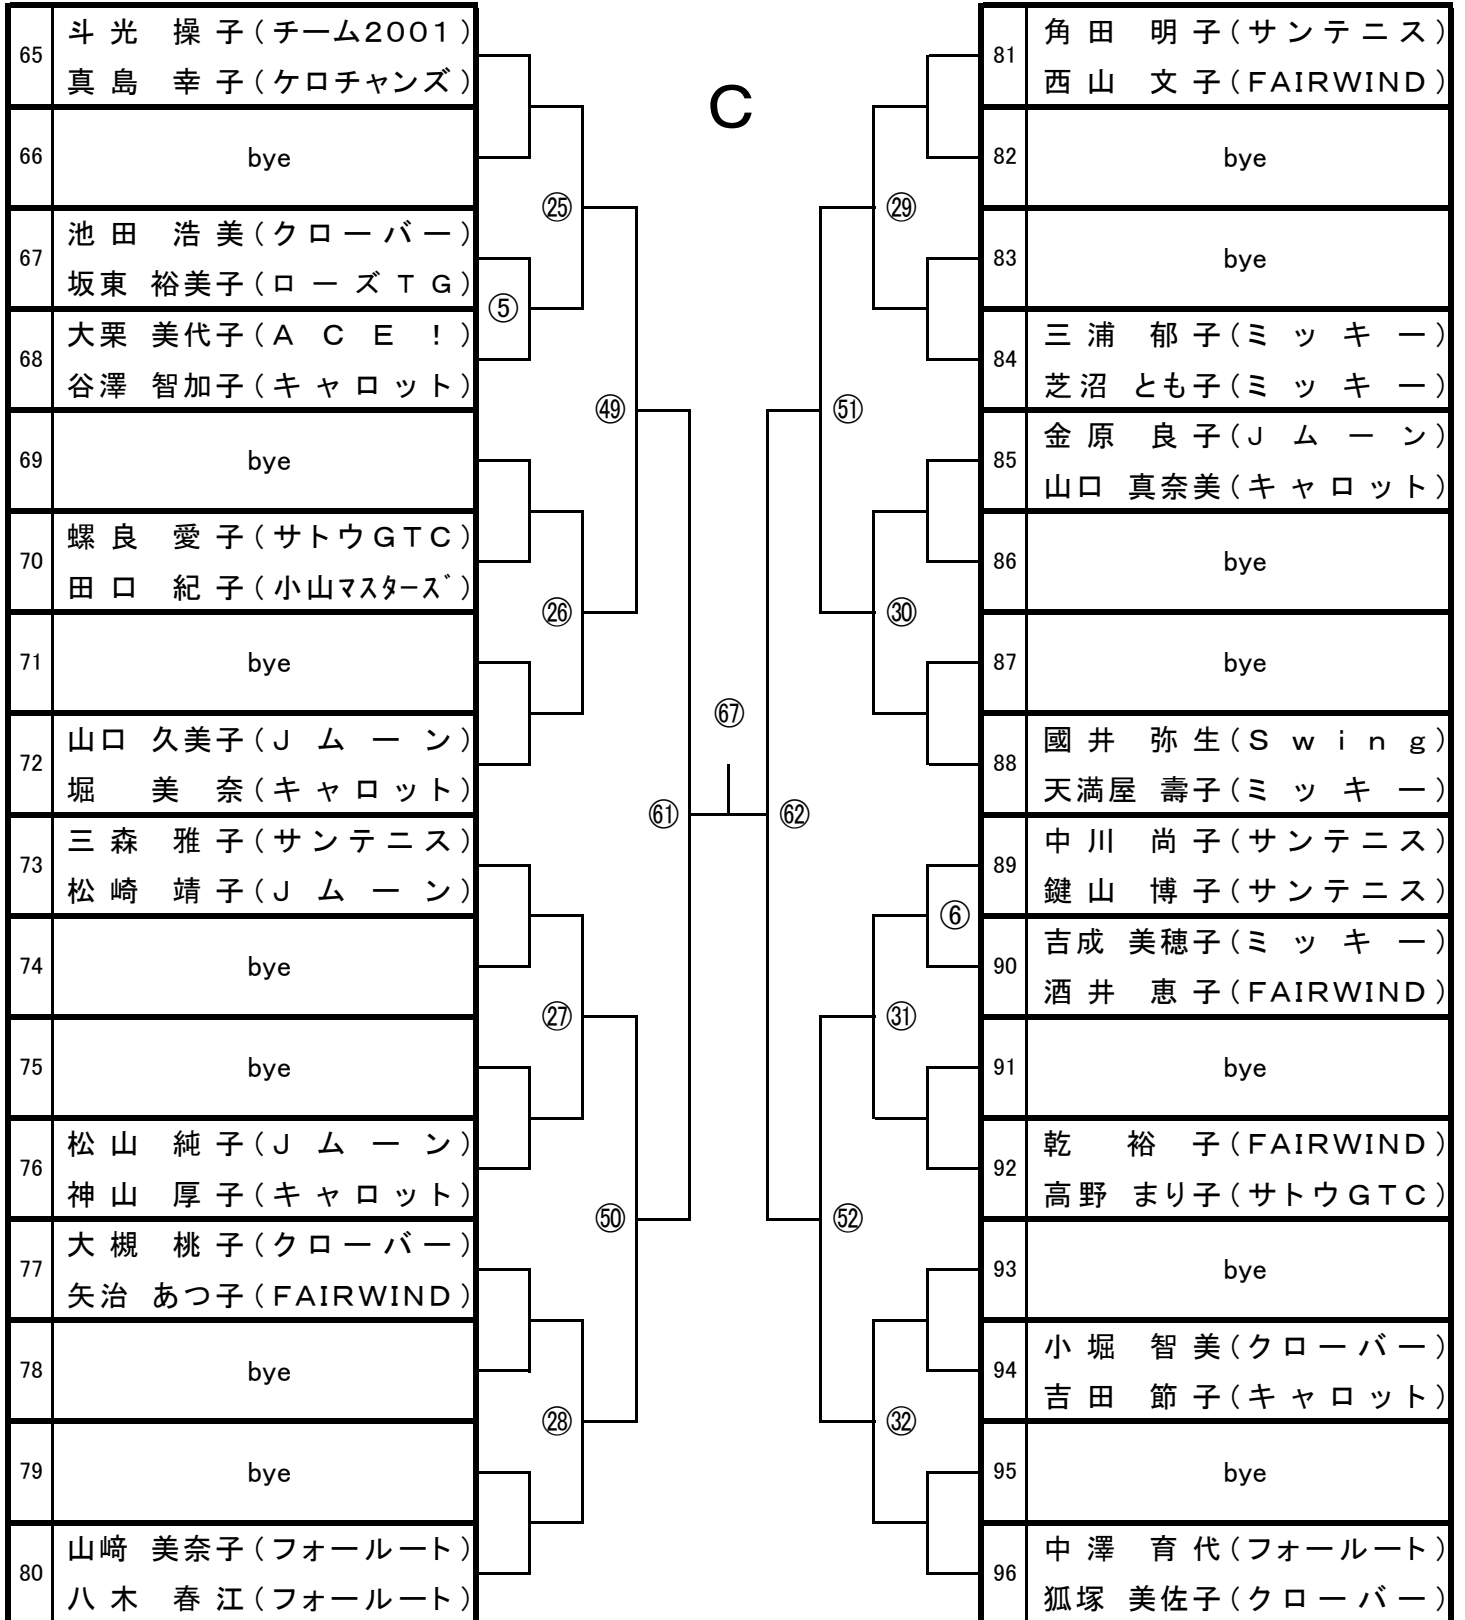 C
65
斗光 操子(チーム2001)
真島 幸子(ケロチャンズ)
66
bye
67
池田 浩美(クローバー)
坂東 裕美子(ローズTG)
68
大栗 美代子(ACE!)
谷澤 智加子(キャロット)
69
bye
70
螺良 愛子(サトウGTC)
田口 紀子(小山ﾏｽﾀｰｽﾞ)
71
bye
72
山口 久美子(Jムーン)
堀 美奈(キャロット)
73
三森 雅子(サンテニス)
松崎 靖子(Jムーン)
74
bye
75
bye
76
松山 純子(Jムーン)
神山 厚子(キャロット)
77
大槻 桃子(クローバー)
矢治 あつ子(FAIRWIND)
78
bye
79
bye
80
山﨑 美奈子(フォールート)
八木 春江(フォールート)
⑤
㉕
㉖
㉗
㉘
㊾
㊿
61
67
62
51
52
㉙
㉚
㉛
㉜
⑥
81
角田 明子(サンテニス)
西山 文子(FAIRWIND)
82
bye
83
bye
84
三浦 郁子(ミッキー)
芝沼 とも子(ミッキー)
85
金原 良子(Jムーン)
山口 真奈美(キャロット)
86
bye
87
bye
88
國井 弥生(Swing)
天満屋 壽子(ミッキー)
89
中川 尚子(サンテニス)
鍵山 博子(サンテニス)
90
吉成 美穂子(ミッキー)
酒井 恵子(FAIRWIND)
91
bye
92
乾 裕子(FAIRWIND)
高野 まり子(サトウGTC)
93
bye
94
小堀 智美(クローバー)
吉田 節子(キャロット)
95
bye
96
中澤 育代(フォールート)
狐塚 美佐子(クローバー)